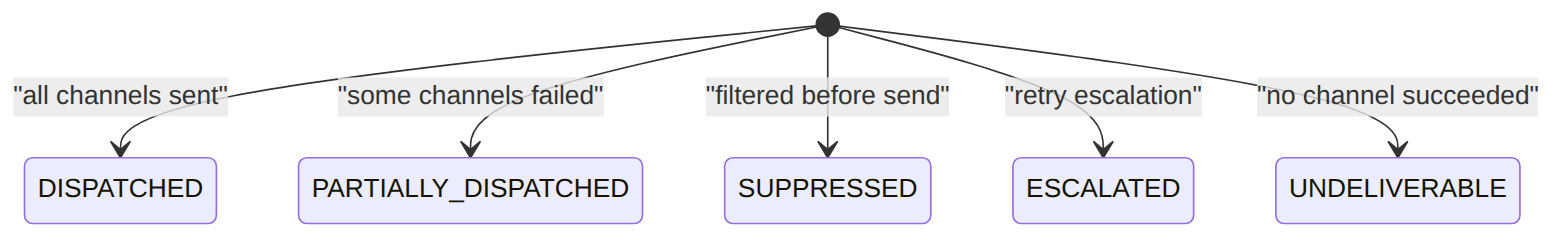 "all channels sent"
"some channels failed"
"filtered before send"
"retry escalation"
"no channel succeeded"
DISPATCHED
PARTIALLY_DISPATCHED
SUPPRESSED
ESCALATED
UNDELIVERABLE